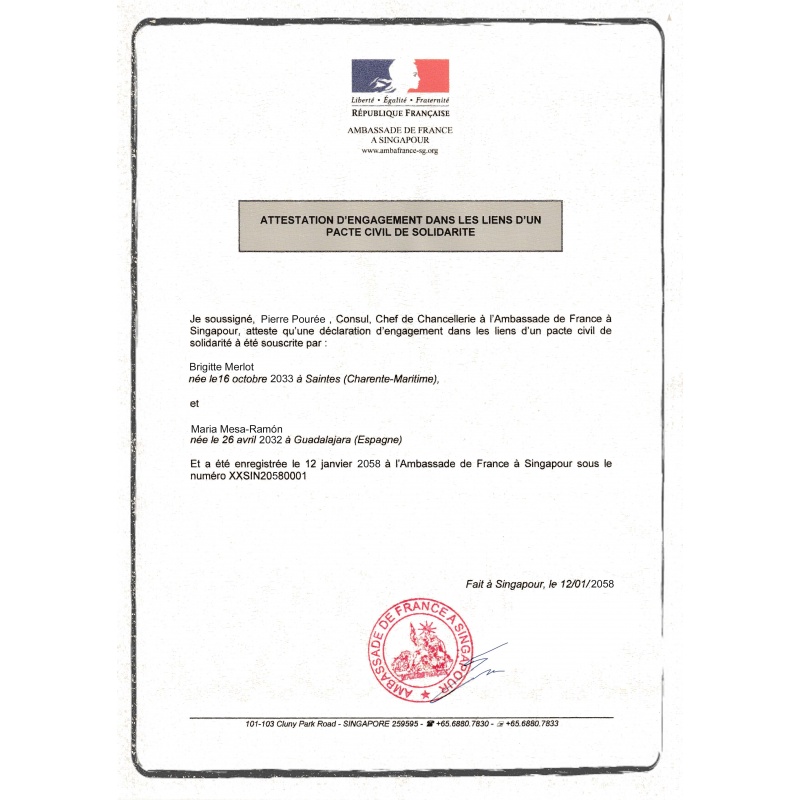 Liberté • Égalité • Fraternité
RÉPUBLIQUE FRANÇAISE
AMBASSADE DE FRANCE
A SINGAPOUR
www.ambafrance-sg.org
ATTESTATION D'ENGAGEMENT DANS LES LIENS D'UN
PACTE CIVIL DE SOLIDARITE
Je soussigné, Pierre Pourée , Consul, Chef de Chancellerie à l'Ambassade de France à
Singapour, atteste qu'une déclaration d'engagement dans les liens d'un pacte civil de
solidarité à été souscrite par :
Brigitte Merlot
née le16 octobre 2033 à Saintes (Charente-Maritime),
et
Maria Mesa-Ramón
née le 26 avril 2032 à Guadalajara (Espagne)
Et a été enregistrée le 12 janvier 2058 à l'Ambassade de France à Singapour sous le
numéro XXSIN20580001
Fait à Singapour, le 12/01/2058
AMBASSADE DE FRANCE A SINGAPOUR
101-103 Cluny Park Road - SINGAPORE 259595 - ☎ +65.6880.7830 - 📠 +65.6880.7833